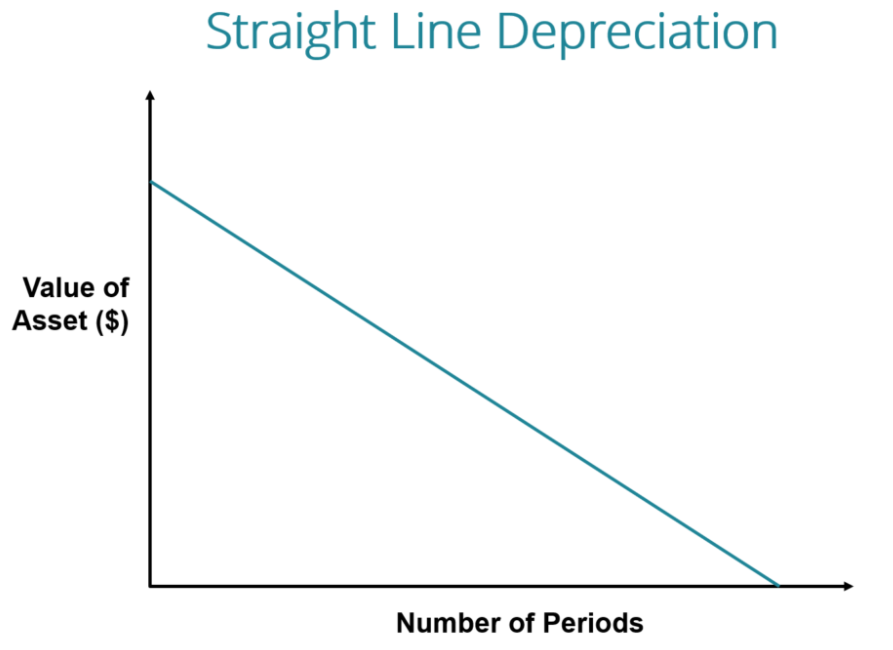 Straight Line Depreciation
Value of
Asset ($)
Number of Periods